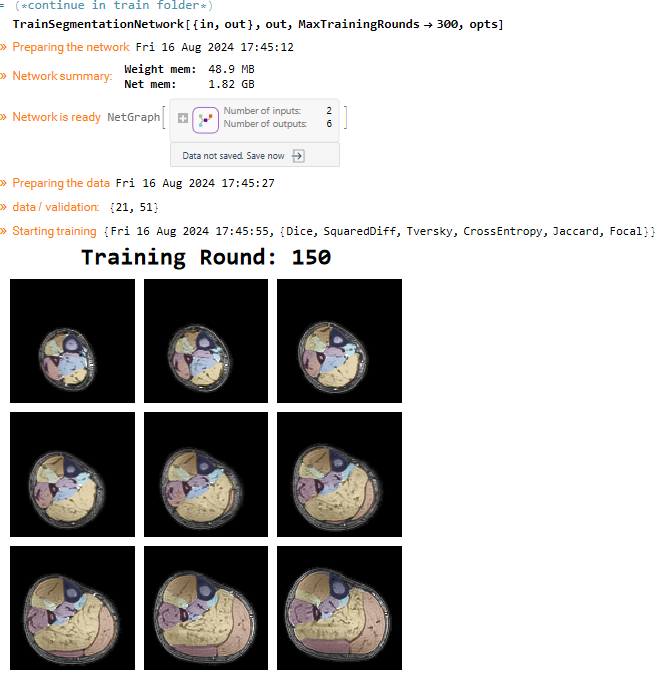 (*continue in train folder*)
TrainSegmentationNetwork[{in, out}, out, MaxTrainingRounds → 300, opts]
» Preparing the network Fri 16 Aug 2024 17:45:12
» Network summary: Weight mem: 48.9 MB
Net mem: 1.82 GB
» Network is ready NetGraph[ Number of inputs: 2
Number of outputs: 6 ]
Data not saved. Save now
» Preparing the data Fri 16 Aug 2024 17:45:27
» data / validation: {21, 51}
» Starting training {Fri 16 Aug 2024 17:45:55, {Dice, SquaredDiff, Tversky, CrossEntropy, Jaccard, Focal}}
Training Round: 150